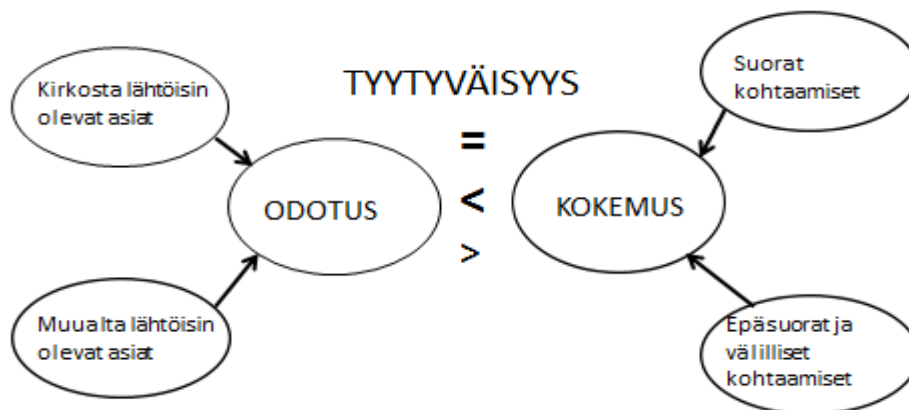 Kirkosta lähtöisin
olevat asiat
TYYTYVÄISYYS
Suorat
kohtaamiset
=
ODOTUS
<
KOKEMUS
>
Muualta lähtöisin
olevat asiat
Epäsuorat ja
välilliset
kohtaamiset